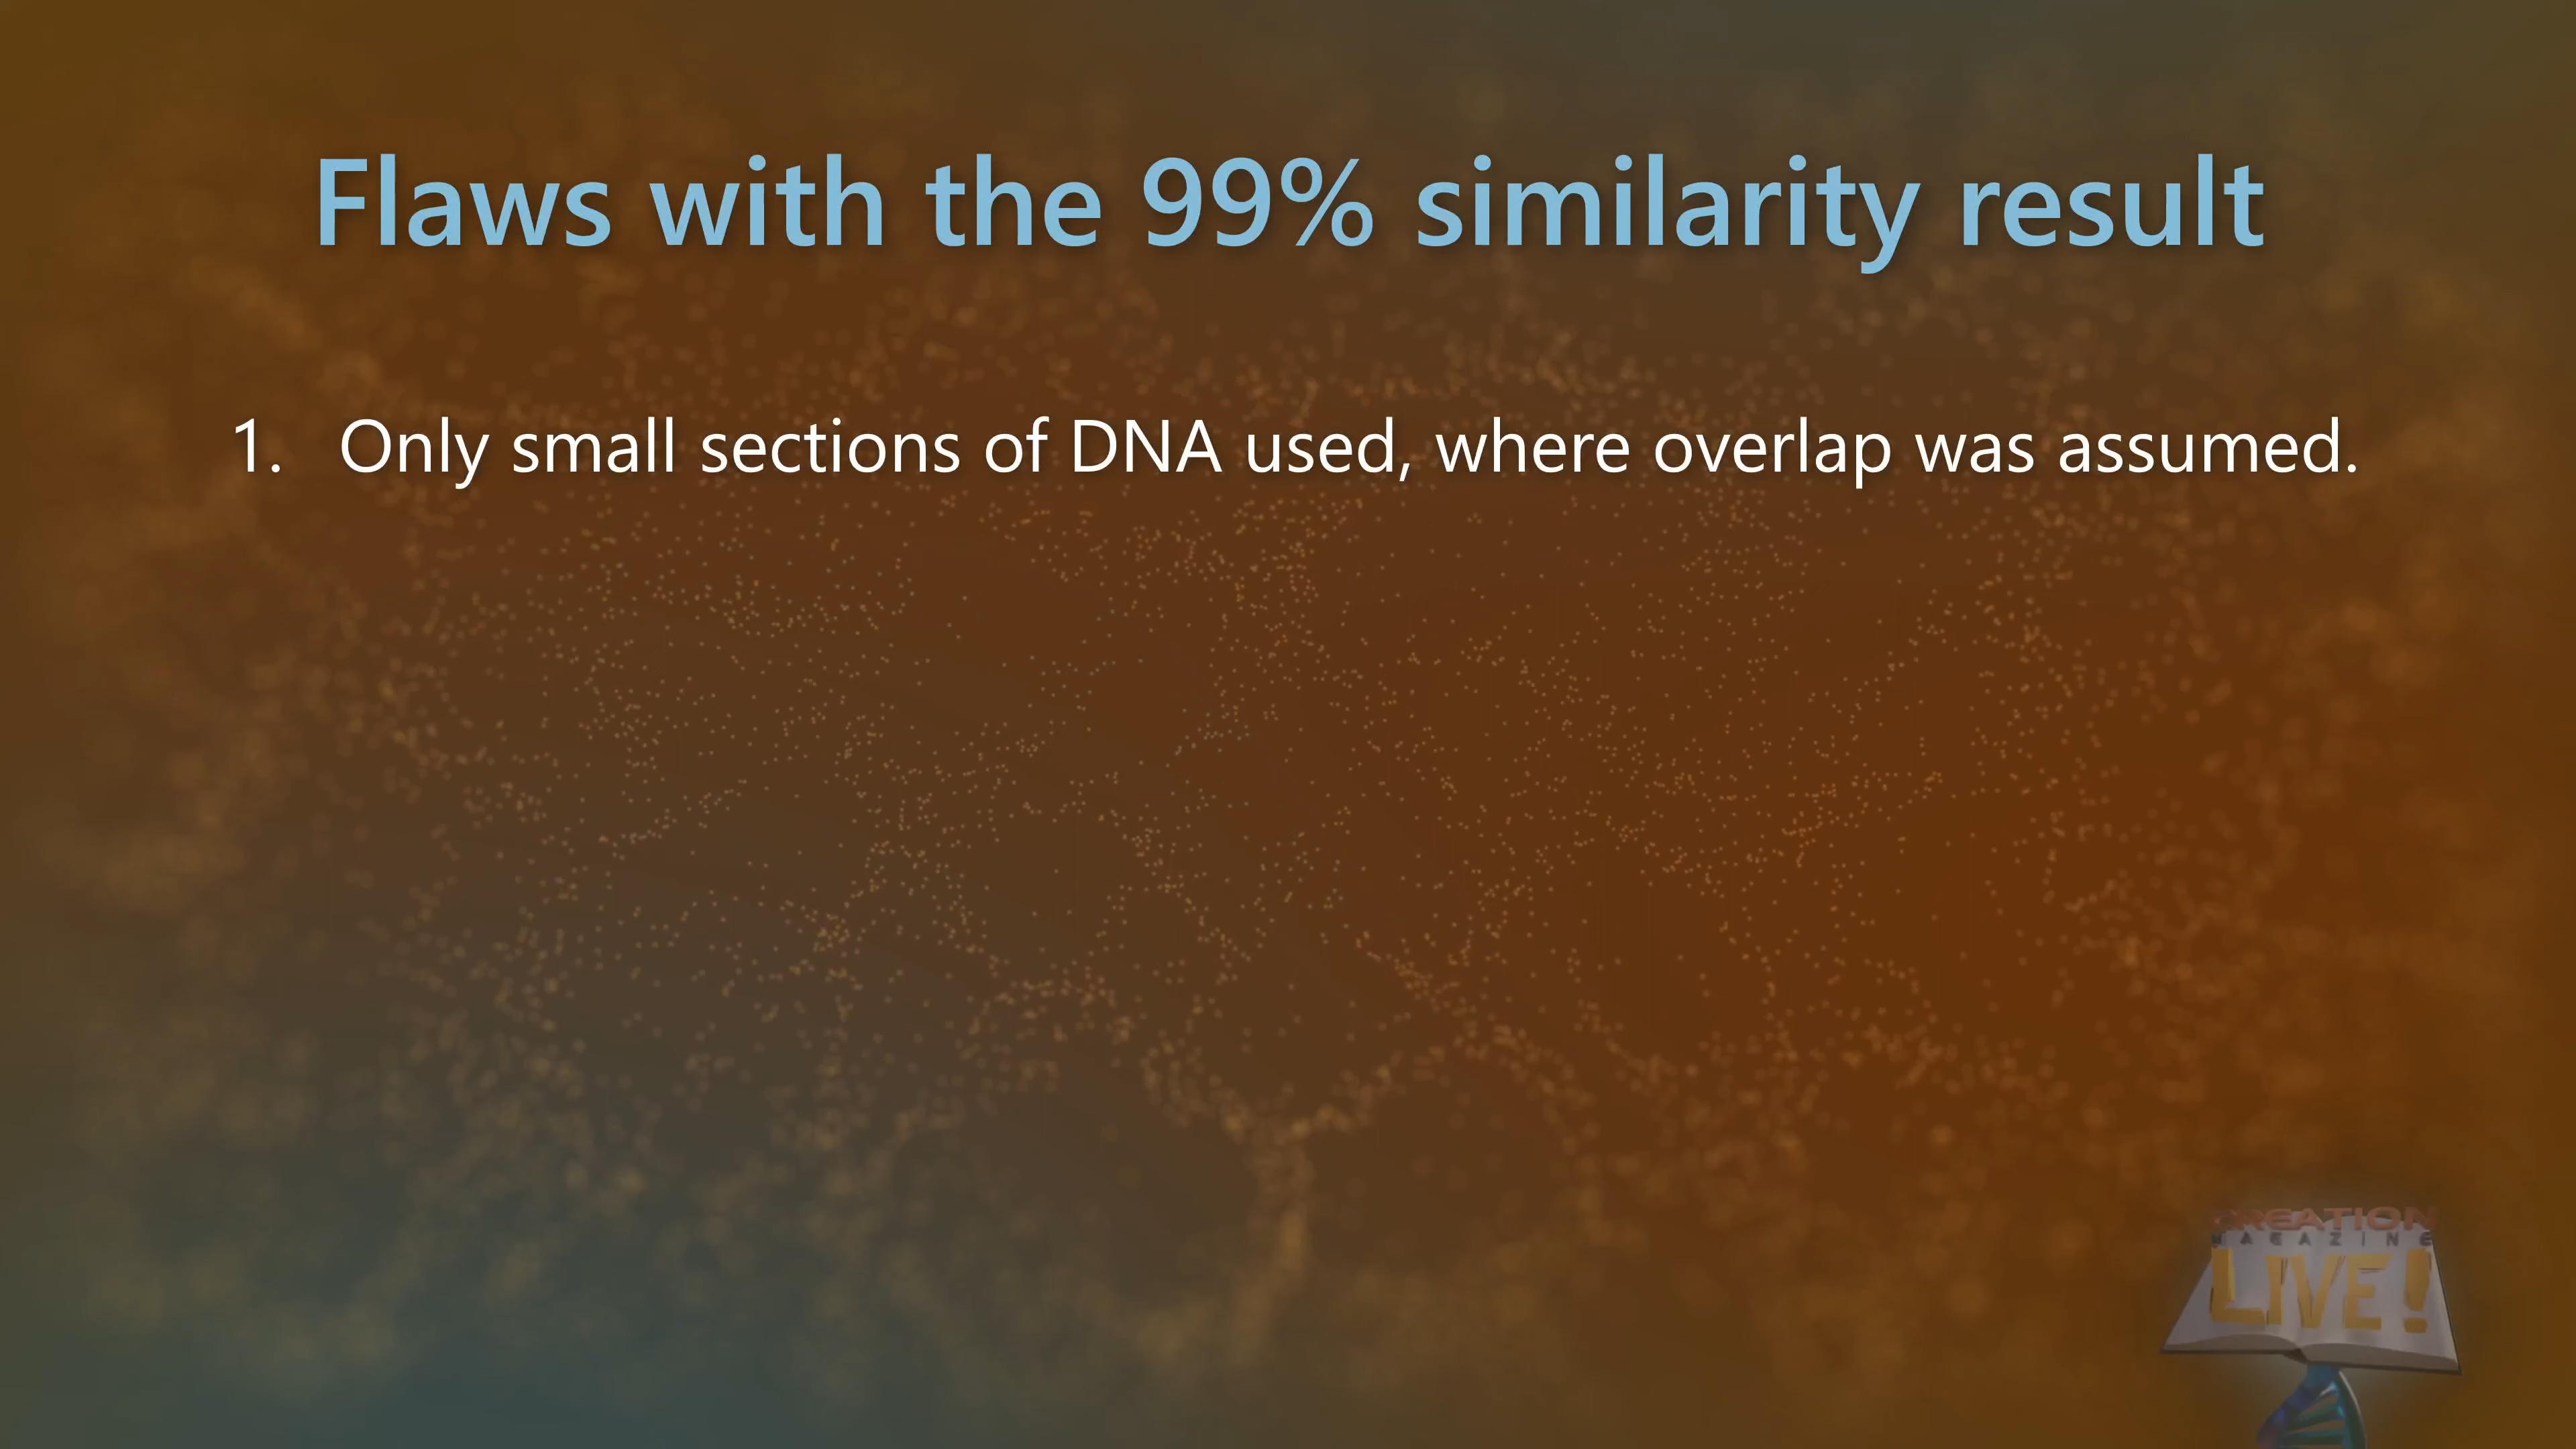 Flaws with the 99% similarity result
1. Only small sections of DNA used, where overlap was assumed.
CREATION
MAGAZINE
LIVE!